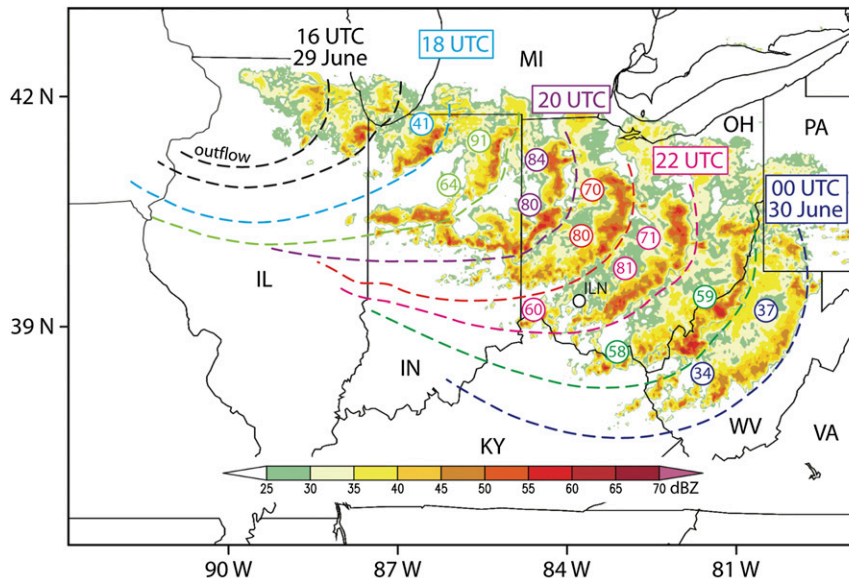 16 UTC
29 June
18 UTC
MI
42 N
20 UTC
OH
PA
41
outflow
91
84
22 UTC
64
70
00 UTC
30 June
80
80
71
IL
81
ILN
59
39 N
60
37
58
IN
34
WV
VA
KY
25 30 35 40 45 50 55 60 65 70 dBZ
90 W 87 W 84 W 81 W